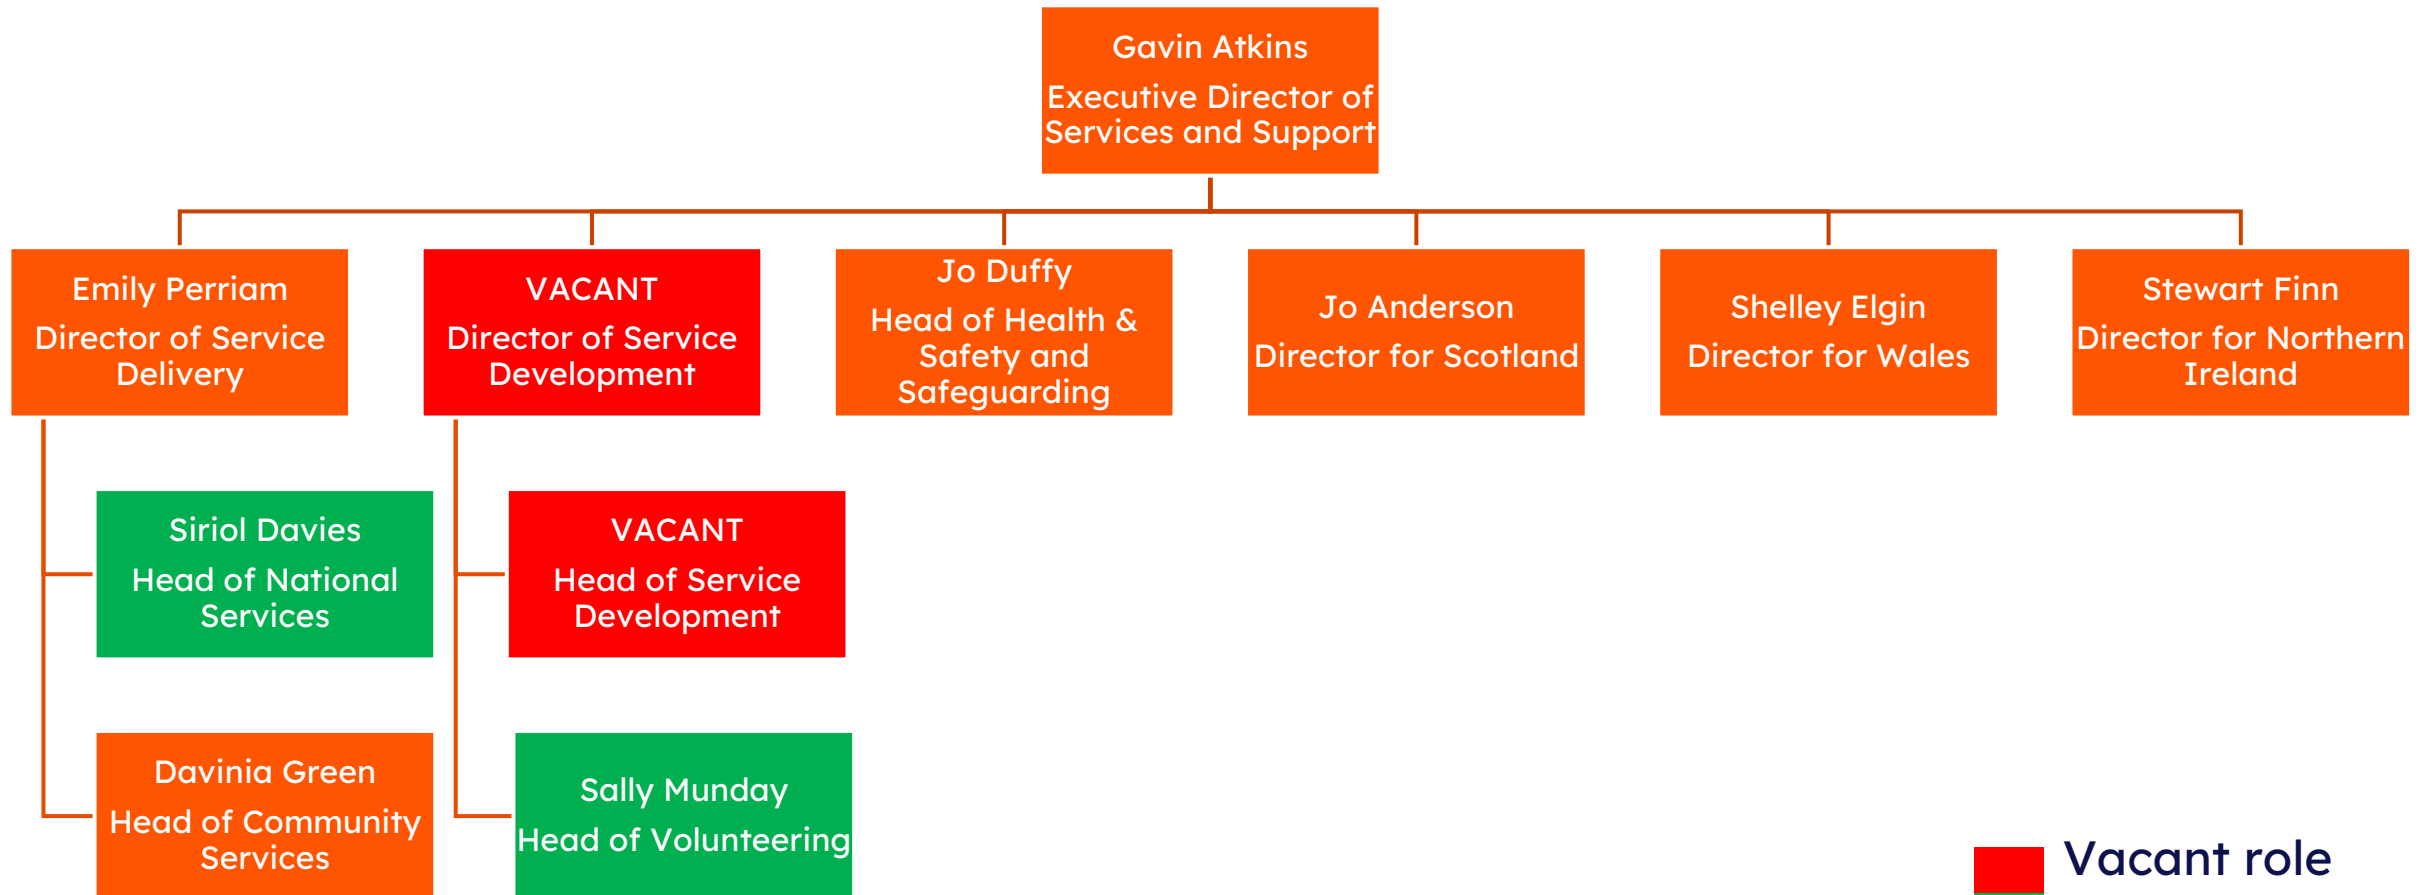 Gavin Atkins
Executive Director of
Services and Support
Emily Perriam
Director of Service
Delivery
VACANT
Director of Service
Development
Jo Duffy
Head of Health &
Safety and
Safeguarding
Jo Anderson
Director for Scotland
Shelley Elgin
Director for Wales
Stewart Finn
Director for Northern
Ireland
Siriol Davies
Head of National
Services
VACANT
Head of Service
Development
Davinia Green
Head of Community
Services
Sally Munday
Head of Volunteering
Vacant role